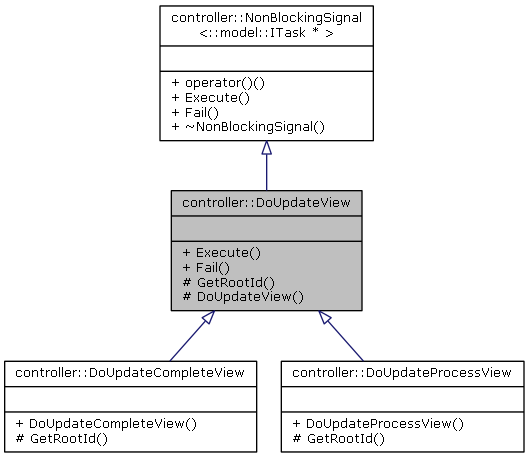 controller::NonBlockingSignal
<::model::ITask * >
+ operator()()
+ Execute()
+ Fail()
+ ~NonBlockingSignal()
controller::DoUpdateView
+ Execute()
+ Fail()
# GetRootId()
# DoUpdateView()
controller::DoUpdateCompleteView
+ DoUpdateCompleteView()
# GetRootId()
controller::DoUpdateProcessView
+ DoUpdateProcessView()
# GetRootId()